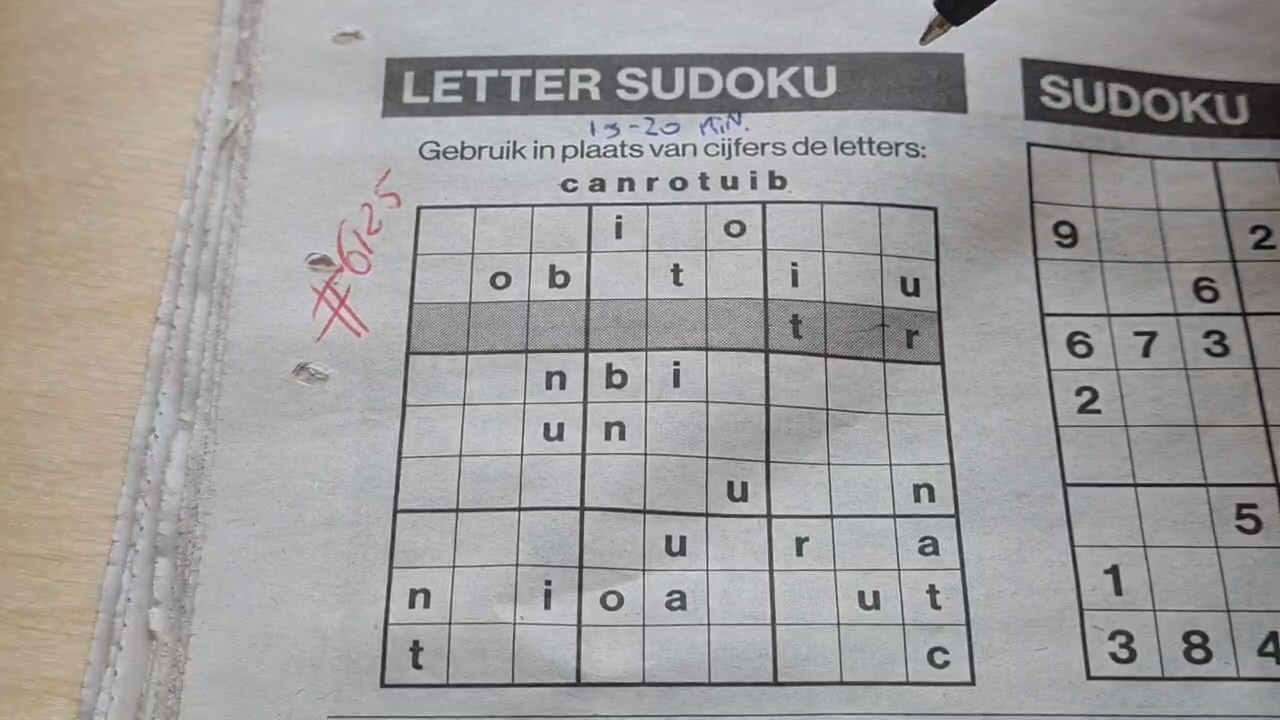 LETTER SUDOKU
15-20 MIN.
Gebruik in plaats van cijfers de letters:
canrotuib
#6125
i o
o b t i u
t r
n b i
u n
u n
u r a
n i o a u t
t c
SUDOKU
9 2
6
6 7 3
2
5
1
3 8 4